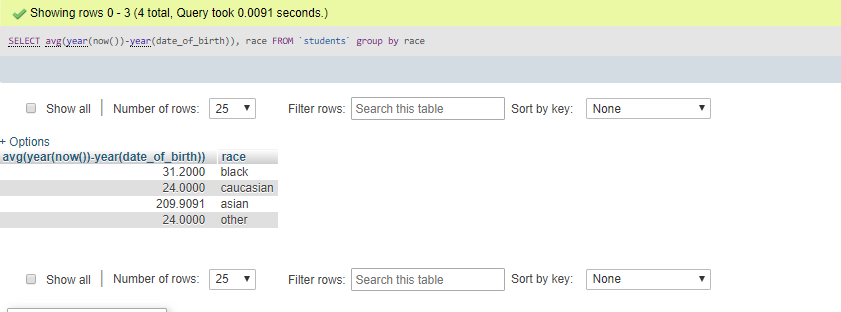 Showing rows 0 - 3 (4 total, Query took 0.0091 seconds.)
SELECT avg(year(now())-year(date_of_birth)), race FROM `students` group by race
Show all Number of rows: 25 Filter rows: Search this table Sort by key: None
+ Options
avg(year(now())-year(date_of_birth)) race
31.2000 black
24.0000 caucasian
209.9091 asian
24.0000 other
Show all Number of rows: 25 Filter rows: Search this table Sort by key: None